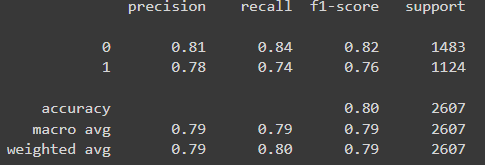 precision recall f1-score support
0 0.81 0.84 0.82 1483
1 0.78 0.74 0.76 1124
accuracy 0.80 2607
macro avg 0.79 0.79 0.79 2607
weighted avg 0.79 0.80 0.79 2607